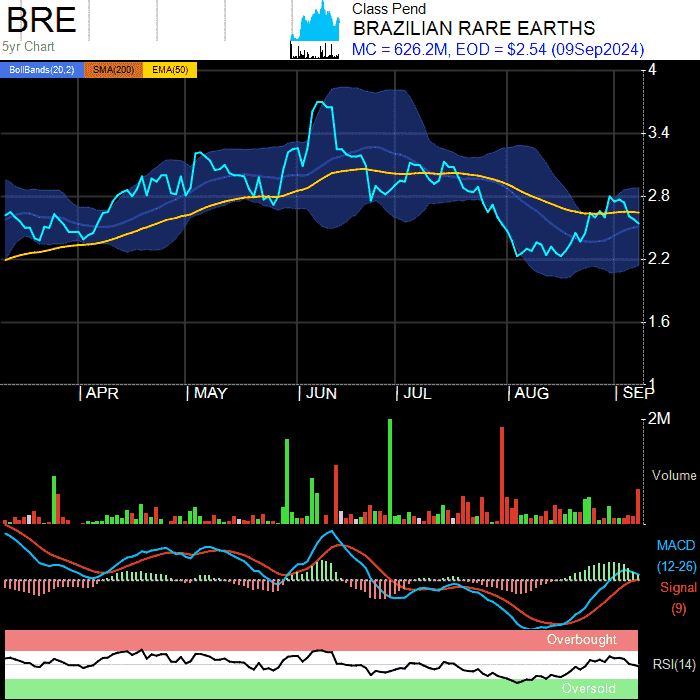 BRE
5yr Chart
Class Pend
BRAZILIAN RARE EARTHS
MC = 626.2M, EOD = $2.54 (09Sep2024)
BollBands(20,2) SMA(200) EMA(50)
4
3.4
2.8
2.2
1.6
1
APR MAY JUN JUL AUG SEP
2M
Volume
MACD
(12-26)
Signal
(9)
Overbought
RSI(14)
Oversold